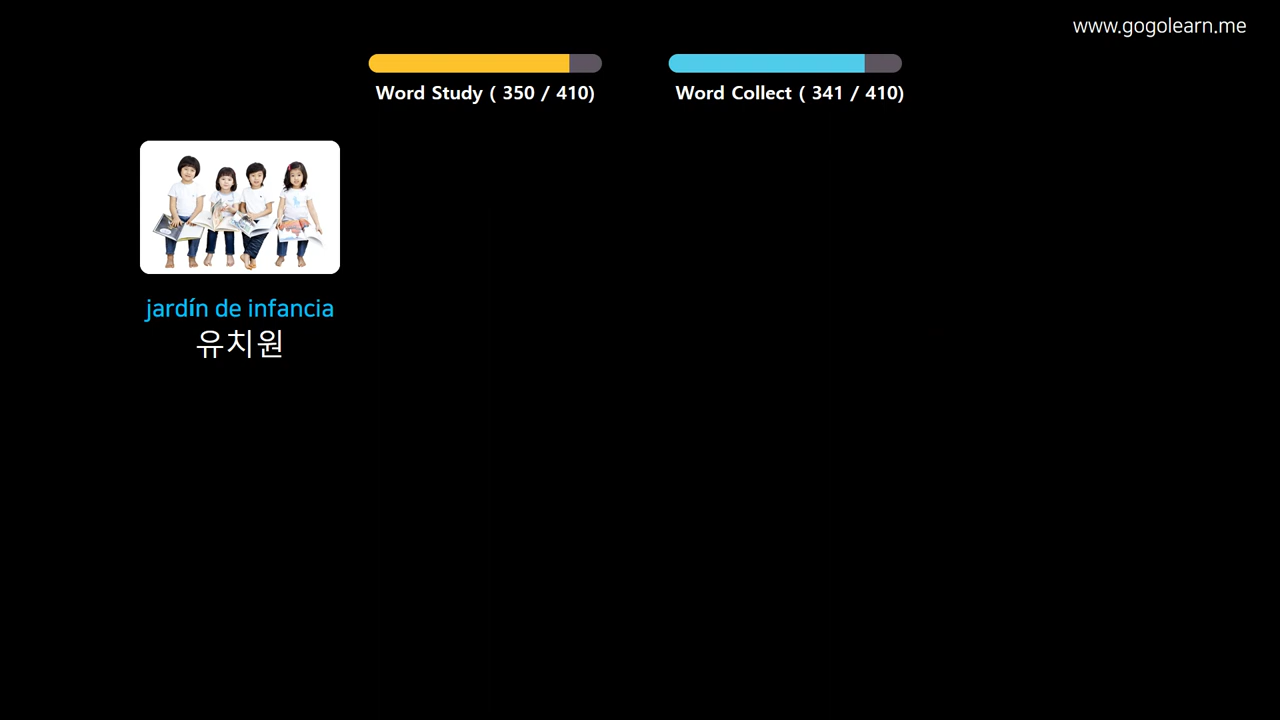 www.gogolearn.me
Word Study ( 350 / 410)
Word Collect ( 341 / 410)
jardín de infancia
유치원